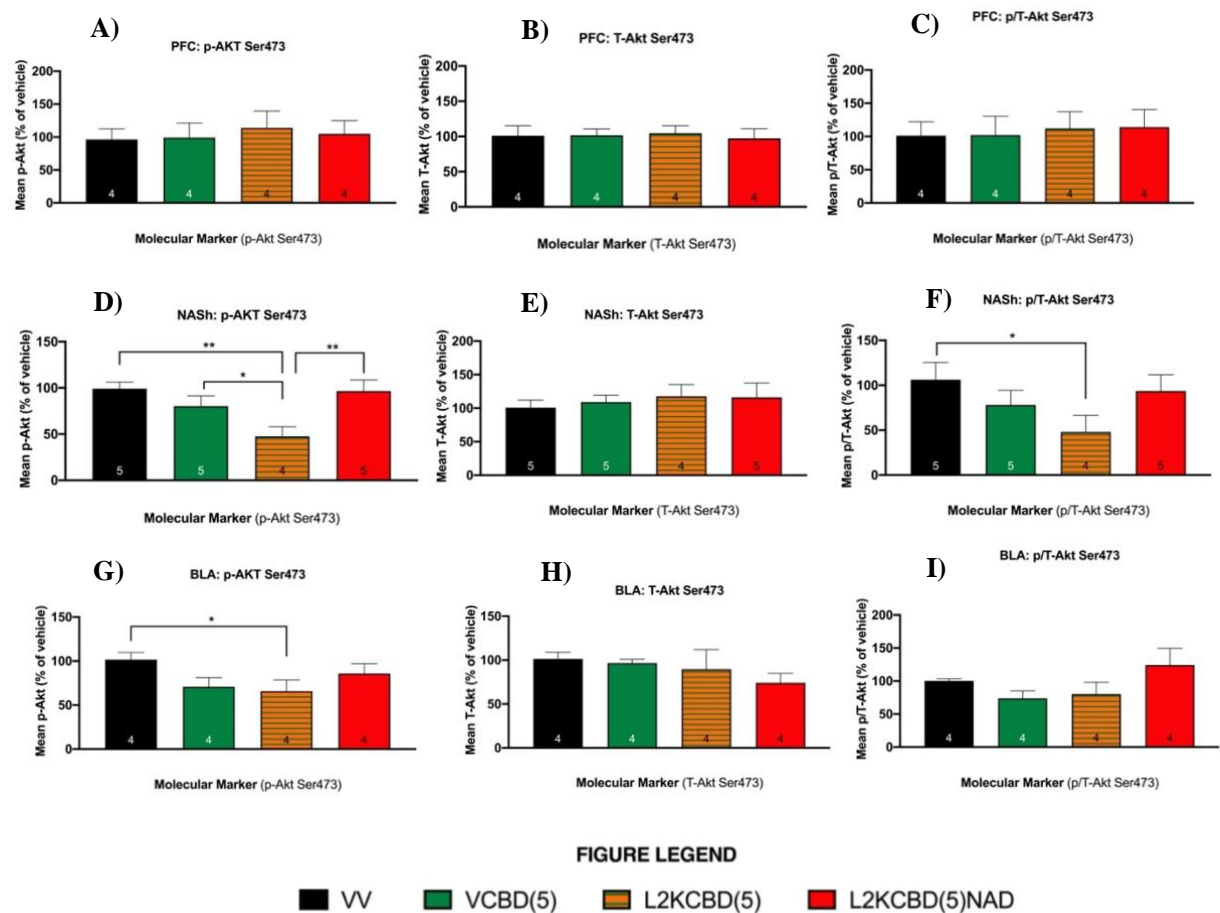 A)
PFC: p-AKT Ser473
Mean p-Akt (% of vehicle)
200
150
100
50
0
4
4
4
4
Molecular Marker (p-Akt Ser473)
B)
PFC: T-Akt Ser473
Mean T-Akt (% of vehicle)
200
150
100
50
0
4
4
4
4
Molecular Marker (T-Akt Ser473)
C)
PFC: p/T-Akt Ser473
Mean p/T-Akt (% of vehicle)
200
150
100
50
0
4
4
4
4
Molecular Marker (p/T-Akt Ser473)
D)
NASh: p-AKT Ser473
Mean p-Akt (% of vehicle)
150
100
50
0
**
*
**
5
5
4
5
Molecular Marker (p-Akt Ser473)
E)
NASh: T-Akt Ser473
Mean T-Akt (% of vehicle)
200
150
100
50
0
5
5
4
5
Molecular Marker (T-Akt Ser473)
F)
NASh: p/T-Akt Ser473
Mean p/T-Akt (% of vehicle)
150
100
50
0
*
5
5
4
5
Molecular Marker (p/T-Akt Ser473)
G)
BLA: p-AKT Ser473
Mean p-Akt (% of vehicle)
150
100
50
0
*
4
4
4
4
Molecular Marker (p-Akt Ser473)
H)
BLA: T-Akt Ser473
Mean T-Akt (% of vehicle)
150
100
50
0
4
4
4
4
Molecular Marker (T-Akt Ser473)
I)
BLA: p/T-Akt Ser473
Mean p/T-Akt (% of vehicle)
200
150
100
50
0
4
4
4
4
Molecular Marker (p/T-Akt Ser473)
FIGURE LEGEND
VV
VCBD(5)
L2KCBD(5)
L2KCBD(5)NAD